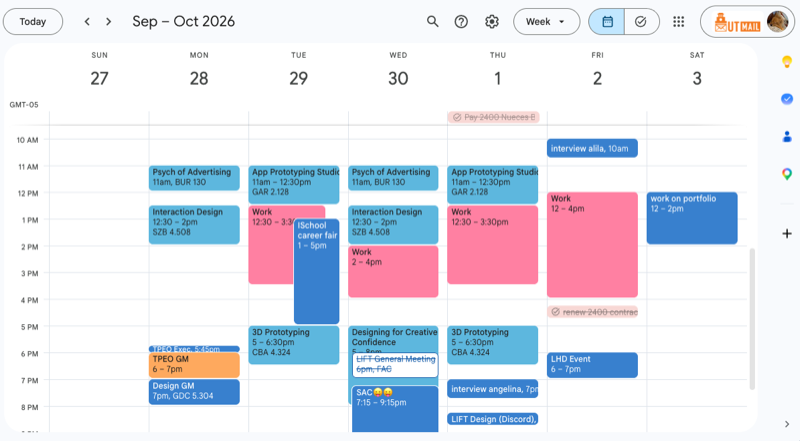 Today
Sep – Oct 2026
Week
UTMAIL
SUN
27
MON
28
TUE
29
WED
30
THU
1
FRI
2
SAT
3
GMT-05
Pay 2400 Nueces
10 AM
11 AM
12 PM
1 PM
2 PM
3 PM
4 PM
5 PM
6 PM
7 PM
8 PM
Psych of Advertising
11am, BUR 130
Interaction Design
12:30 – 2pm
SZB 4.508
TPEO Exec, 5:45pm
TPEO GM
6 – 7pm
Design GM
7pm, GDC 5.304
App Prototyping Studio
11am – 12:30pm
GAR 2.128
Work
12:30 – 3:30
ISchool
career fair
1 – 5pm
3D Prototyping
5 – 6:30pm
CBA 4.324
Psych of Advertising
11am, BUR 130
Interaction Design
12:30 – 2pm
SZB 4.508
Work
2 – 4pm
Designing for Creative
Confidence
5 – 8pm
LIFT General Meeting
6pm, FAC
SAC😛😛
7:15 – 9:15pm
App Prototyping Studio
11am – 12:30pm
GAR 2.128
Work
12:30 – 3:30pm
3D Prototyping
5 – 6:30pm
CBA 4.324
interview angelina, 7pm
LIFT Design (Discord),
interview alila, 10am
Work
12 – 4pm
renew 2400 contrac
LHD Event
6 – 7pm
work on portfolio
12 – 2pm